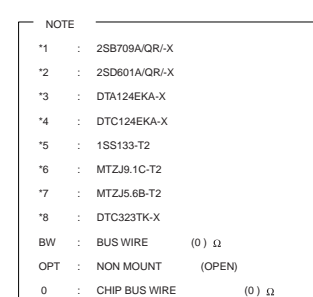 NOTE
*1 : 2SB709A/QR/-X
*2 : 2SD601A/QR/-X
*3 : DTA124EKA-X
*4 : DTC124EKA-X
*5 : 1SS133-T2
*6 : MTZJ9.1C-T2
*7 : MTZJ5.6B-T2
*8 : DTC323TK-X
BW : BUS WIRE (0) Ω
OPT : NON MOUNT (OPEN)
0 : CHIP BUS WIRE (0) Ω